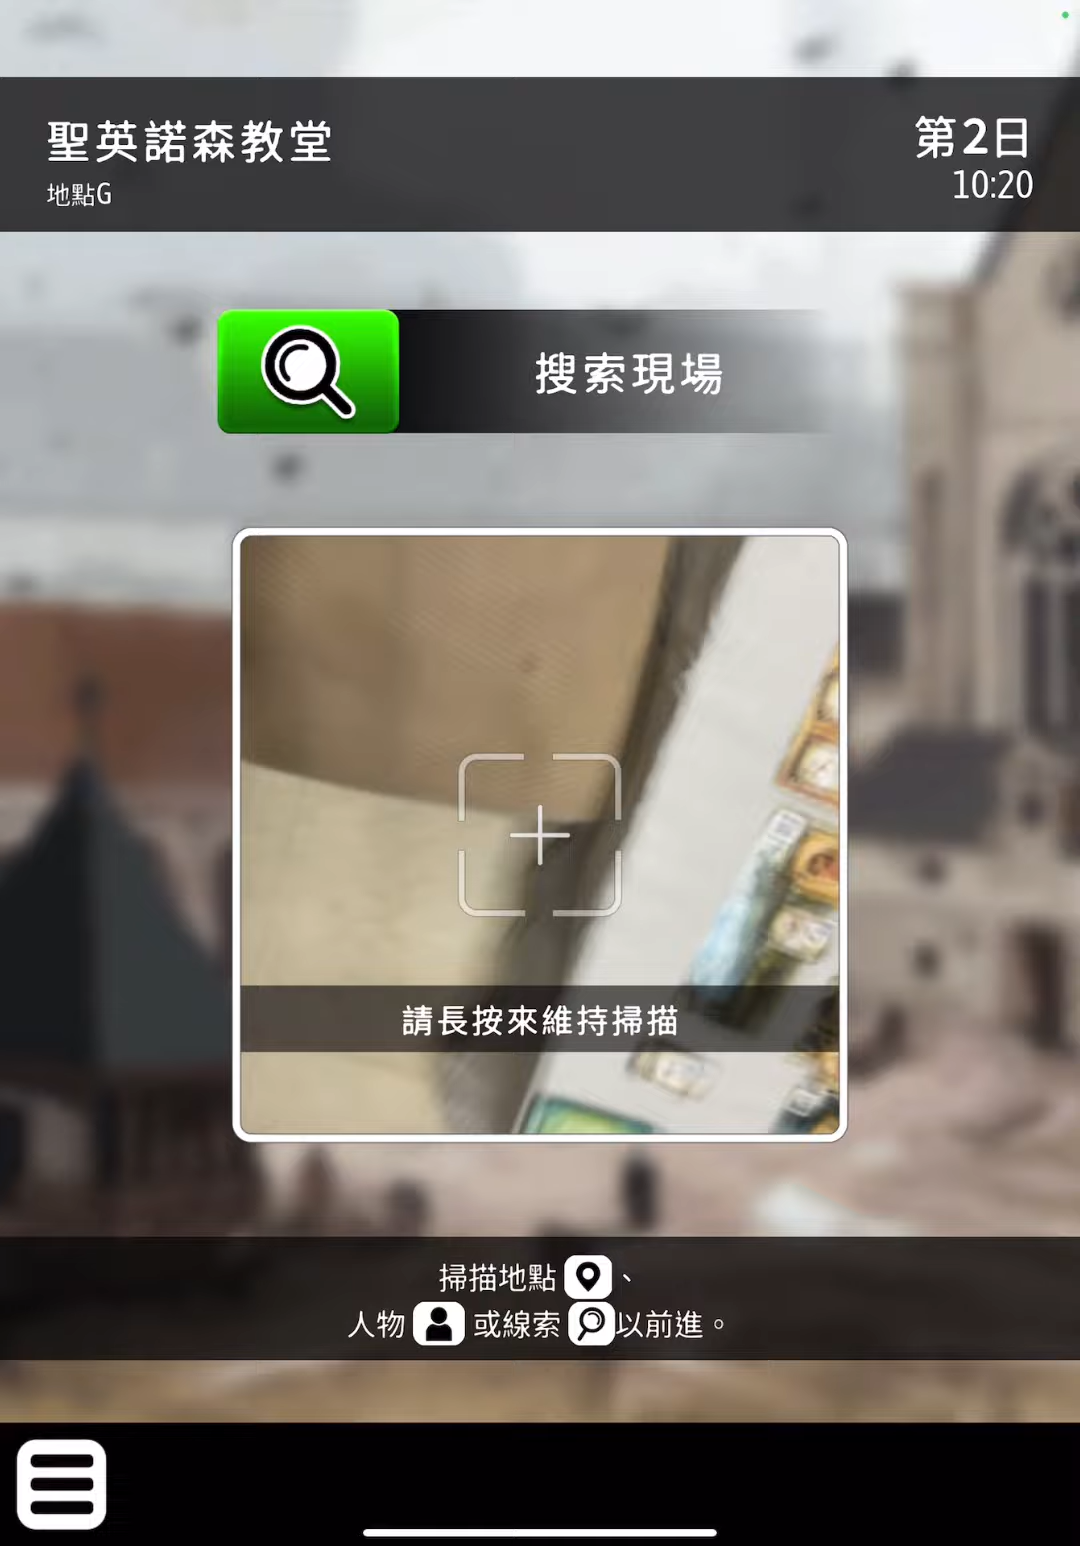 聖英諾森教堂
地點G
第2日
10:20
搜索現場
請長按來維持掃描
掃描地點、
人物 或線索 以前進。